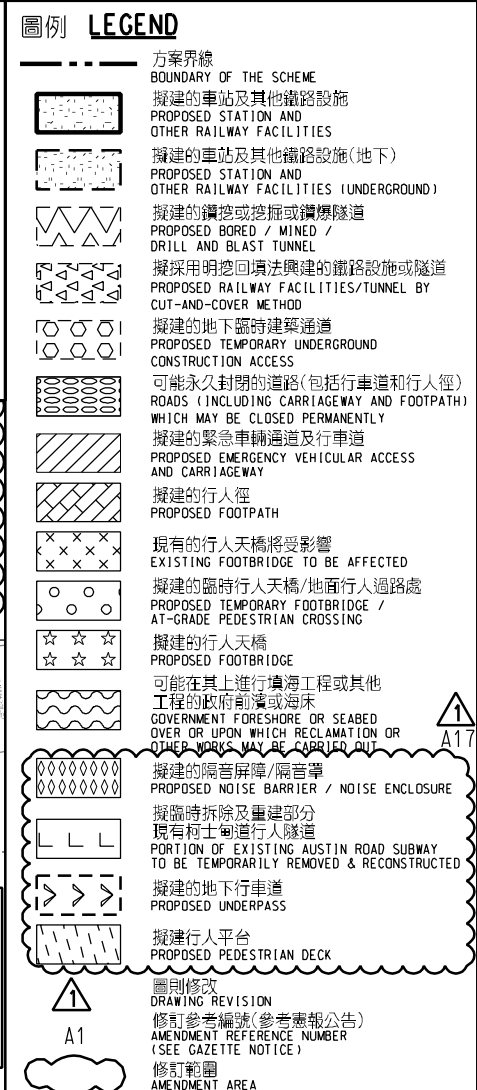 圖例 LEGEND
方案界線
BOUNDARY OF THE SCHEME
擬建的車站及其他鐵路設施
PROPOSED STATION AND
OTHER RAILWAY FACILITIES
擬建的車站及其他鐵路設施(地下)
PROPOSED STATION AND
OTHER RAILWAY FACILITIES (UNDERGROUND)
擬建的鑽挖或挖掘或鑽爆隧道
PROPOSED BORED / MINED /
DRILL AND BLAST TUNNEL
擬採用明挖回填法興建的鐵路設施或隧道
PROPOSED RAILWAY FACILITIES/TUNNEL BY
CUT-AND-COVER METHOD
擬建的地下臨時建築通道
PROPOSED TEMPORARY UNDERGROUND
CONSTRUCTION ACCESS
可能永久封閉的道路(包括行車道和行人徑)
ROADS (INCLUDING CARRIAGEWAY AND FOOTPATH)
WHICH MAY BE CLOSED PERMANENTLY
擬建的緊急車輛通道及行車道
PROPOSED EMERGENCY VEHICULAR ACCESS
AND CARRIAGEWAY
擬建的行人徑
PROPOSED FOOTPATH
現有的行人天橋將受影響
EXISTING FOOTBRIDGE TO BE AFFECTED
擬建的臨時行人天橋/地面行人過路處
PROPOSED TEMPORARY FOOTBRIDGE /
AT-GRADE PEDESTRIAN CROSSING
擬建的行人天橋
PROPOSED FOOTBRIDGE
可能在其上進行填海工程或其他
工程的政府前濱或海床
GOVERNMENT FORESHORE OR SEABED
OVER OR UPON WHICH RECLAMATION OR
OTHER WORKS MAY BE CARRIED OUT
1
A17
擬建的隔音屏障/隔音罩
PROPOSED NOISE BARRIER / NOISE ENCLOSURE
擬臨時拆除及重建部分
現有柯士甸道行人隧道
PORTION OF EXISTING AUSTIN ROAD SUBWAY
TO BE TEMPORARILY REMOVED & RECONSTRUCTED
擬建的地下行車道
PROPOSED UNDERPASS
擬建行人平台
PROPOSED PEDESTRIAN DECK
1
圖則修改
DRAWING REVISION
A1
修訂參考編號(參考憲報公告)
AMENDMENT REFERENCE NUMBER
(SEE GAZETTE NOTICE)
修訂範圍
AMENDMENT AREA